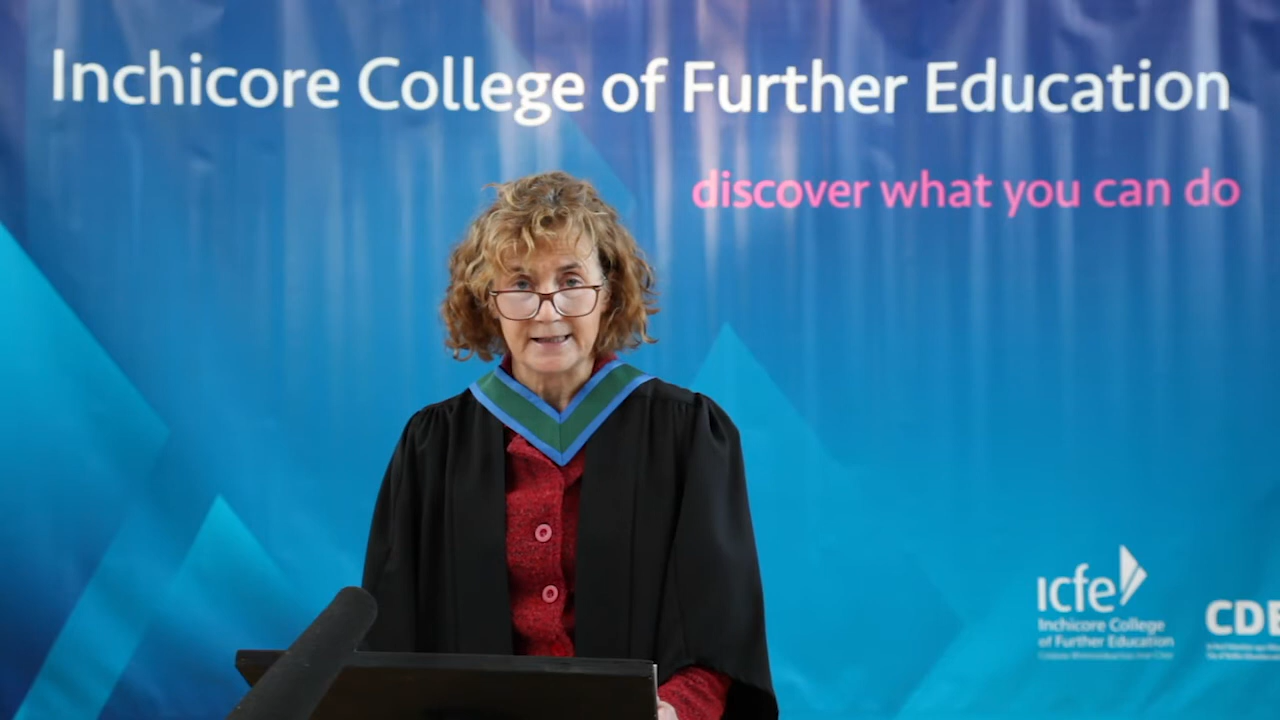 Inchicore College of Further Education
discover what you can do
icfe
Inchicore College
of Further Education
CDE